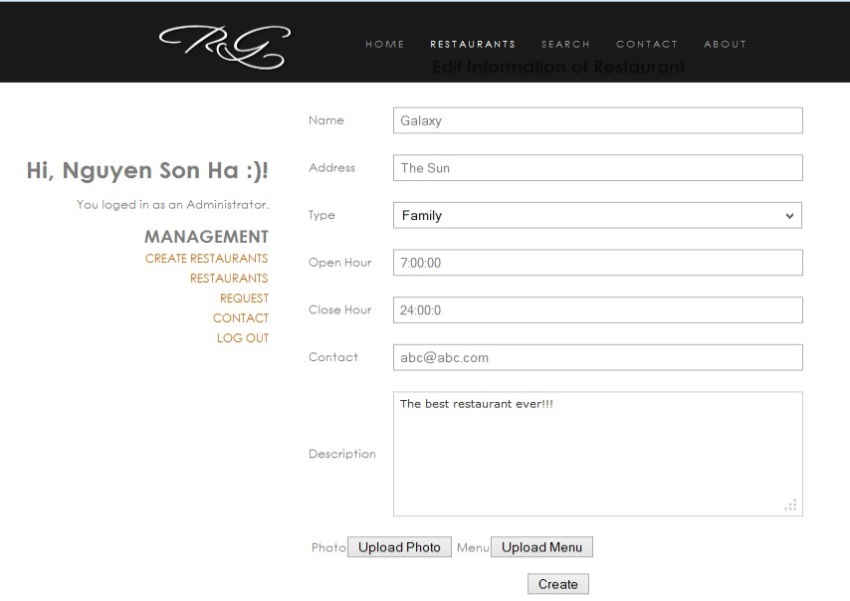 RG
HOME RESTAURANTS SEARCH CONTACT ABOUT
Edit Information of Restaurant
Hi, Nguyen Son Ha :)!
You loged in as an Administrator.
MANAGEMENT
CREATE RESTAURANTS
RESTAURANTS
REQUEST
CONTACT
LOG OUT
Name Galaxy
Address The Sun
Type Family
Open Hour 7:00:00
Close Hour 24:00:0
Contact abc@abc.com
Description The best restaurant ever!!!
Photo Upload Photo Menu Upload Menu
Create